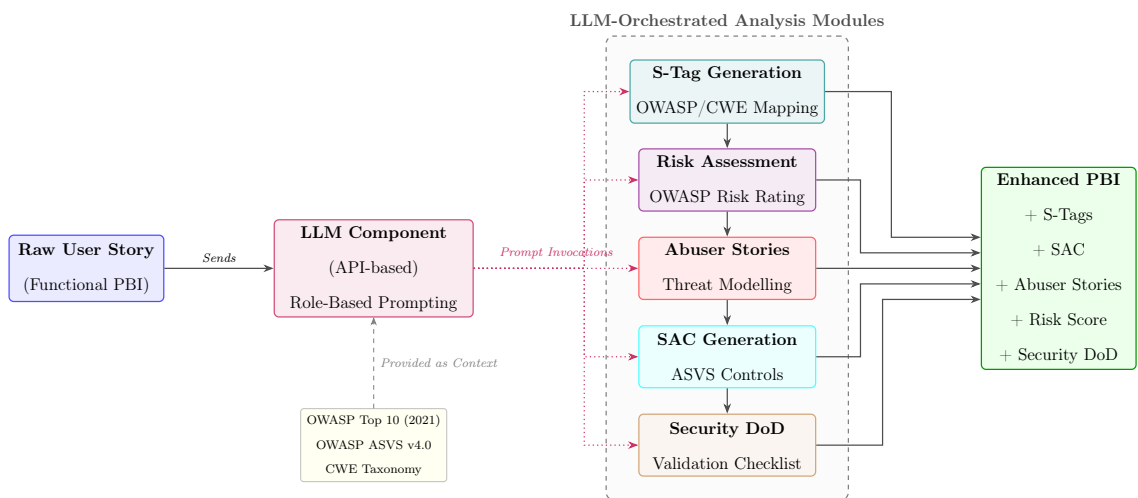 LLM-Orchestrated Analysis Modules
S-Tag Generation
OWASP/CWE Mapping
Risk Assessment
OWASP Risk Rating
Abuser Stories
Threat Modelling
SAC Generation
ASVS Controls
Security DoD
Validation Checklist
Raw User Story
(Functional PBI)
Sends
LLM Component
(API-based)
Role-Based Prompting
Prompt Invocations
Provided as Context
OWASP Top 10 (2021)
OWASP ASVS v4.0
CWE Taxonomy
Enhanced PBI
+ S-Tags
+ SAC
+ Abuser Stories
+ Risk Score
+ Security DoD